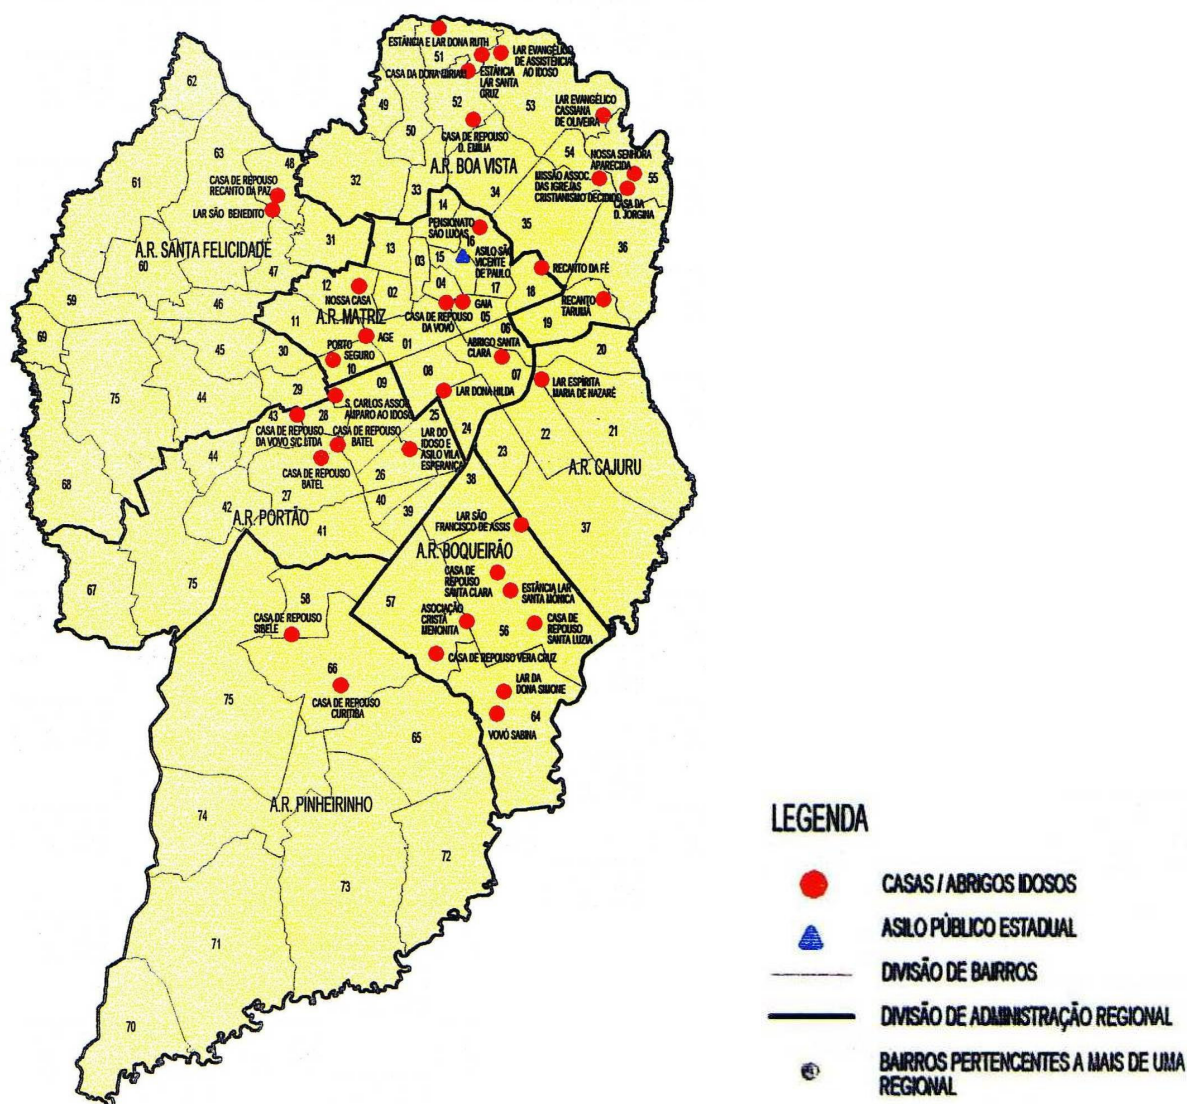 ESTÂNCIA E LAR DONA RUTH
51
LAR EVANGÉLICO
DE ASSISTÊNCIA
AO IDOSO
CASA DA DONA MIRIAM
ESTÂNCIA
LAR SANTA
CRUZ
62
49
52
53
LAR EVANGÉLICO
CASSIANA
DE OLIVEIRA
50
CASA DE REPOUSO
D. EMÍLIA
63
48
54
NOSSA SENHORA
APARECIDA
A.R. BOA VISTA
MISSÃO ASSOC.
DAS IGREJAS
CRISTIANISMO DECIDIDO
55
CASA DA
D. JORGINA
61
CASA DE REPOUSO
RECANTO DA PAZ
32
33
34
LAR SÃO BENEDITO
14
35
PENSIONATO
SÃO LUCAS
16
31
13
03
15
ASILO SÃO
VICENTE
DE PAULO
36
A.R. SANTA FELICIDADE
60
47
RECANTO DA FÉ
12
NOSSA CASA
02
04
17
18
RECANTO
TARUMÃ
59
46
GAIA
CASA DE REPOUSO
DA VOVÓ
05
11
A.R. MATRIZ
19
69
45
30
PORTO
SEGURO
AGE
01
06
ABRIGO SANTA
CLARA
20
10
08
07
75
44
29
09
LAR DONA HILDA
LAR ESPÍRITA
MARIA DE NAZARÉ
S. CARLOS ASSOC.
AMPARO AO IDOSO
43
28
25
CASA DE REPOUSO
DA VOVÓ S/C LTDA
CASA DE REPOUSO
BATEL
LAR DO
IDOSO E
ASILO VILA
ESPERANÇA
24
22
21
23
44
CASA DE REPOUSO
BATEL
26
A.R. CAJURU
68
38
27
40
42
A.R. PORTÃO
39
41
LAR SÃO
FRANCISCO DE ASSIS
37
A.R. BOQUEIRÃO
67
75
CASA DE
REPOUSO
SANTA CLARA
ESTÂNCIA LAR
SANTA MÔNICA
58
57
CASA DE REPOUSO
SIBELE
ASOCIAÇÃO
CRISTÃ
MENONITA
56
CASA DE
REPOUSO
SANTA LUZIA
CASA DE REPOUSO VERA CRUZ
66
75
CASA DE REPOUSO
CURITIBA
LAR DA
DONA SIMONE
64
VOVÓ SABINA
65
A.R. PINHEIRINHO
74
72
73
71
70
LEGENDA
CASAS / ABRIGOS IDOSOS
ASILO PÚBLICO ESTADUAL
DIVISÃO DE BAIRROS
DIVISÃO DE ADMINISTRAÇÃO REGIONAL
BAIRROS PERTENCENTES A MAIS DE UMA
REGIONAL